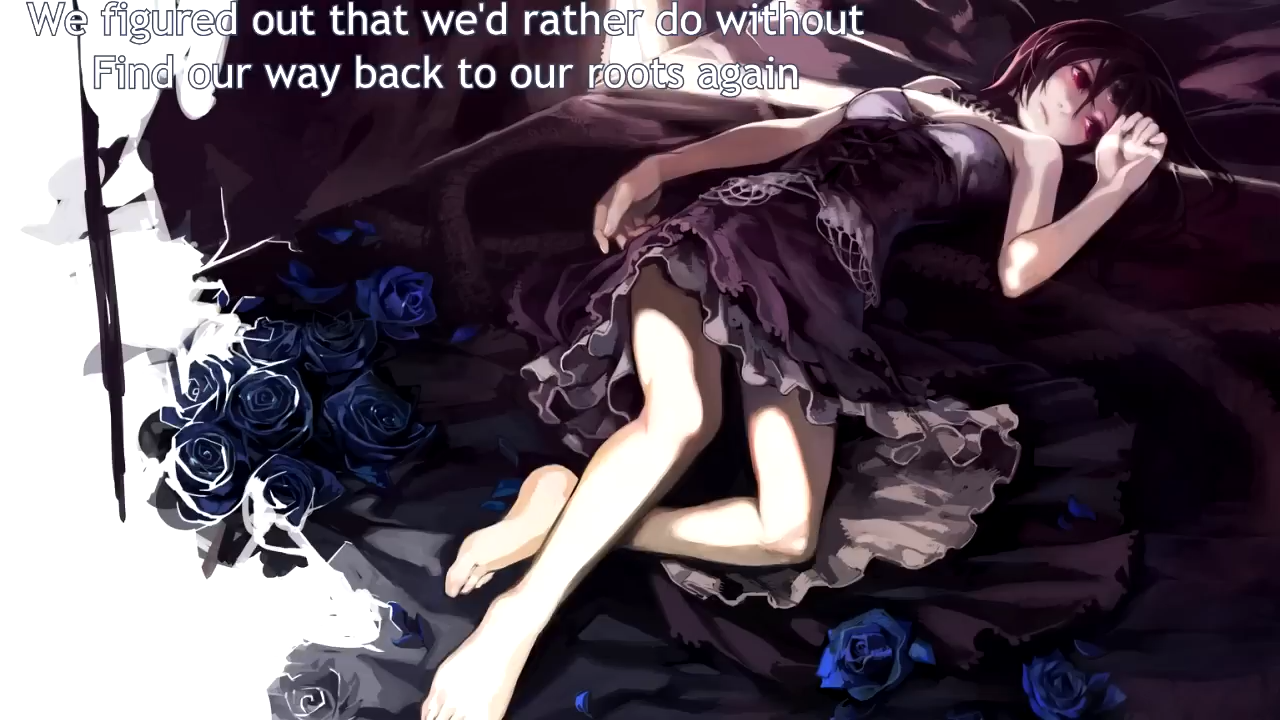 We figured out that we'd rather do without
Find our way back to our roots again